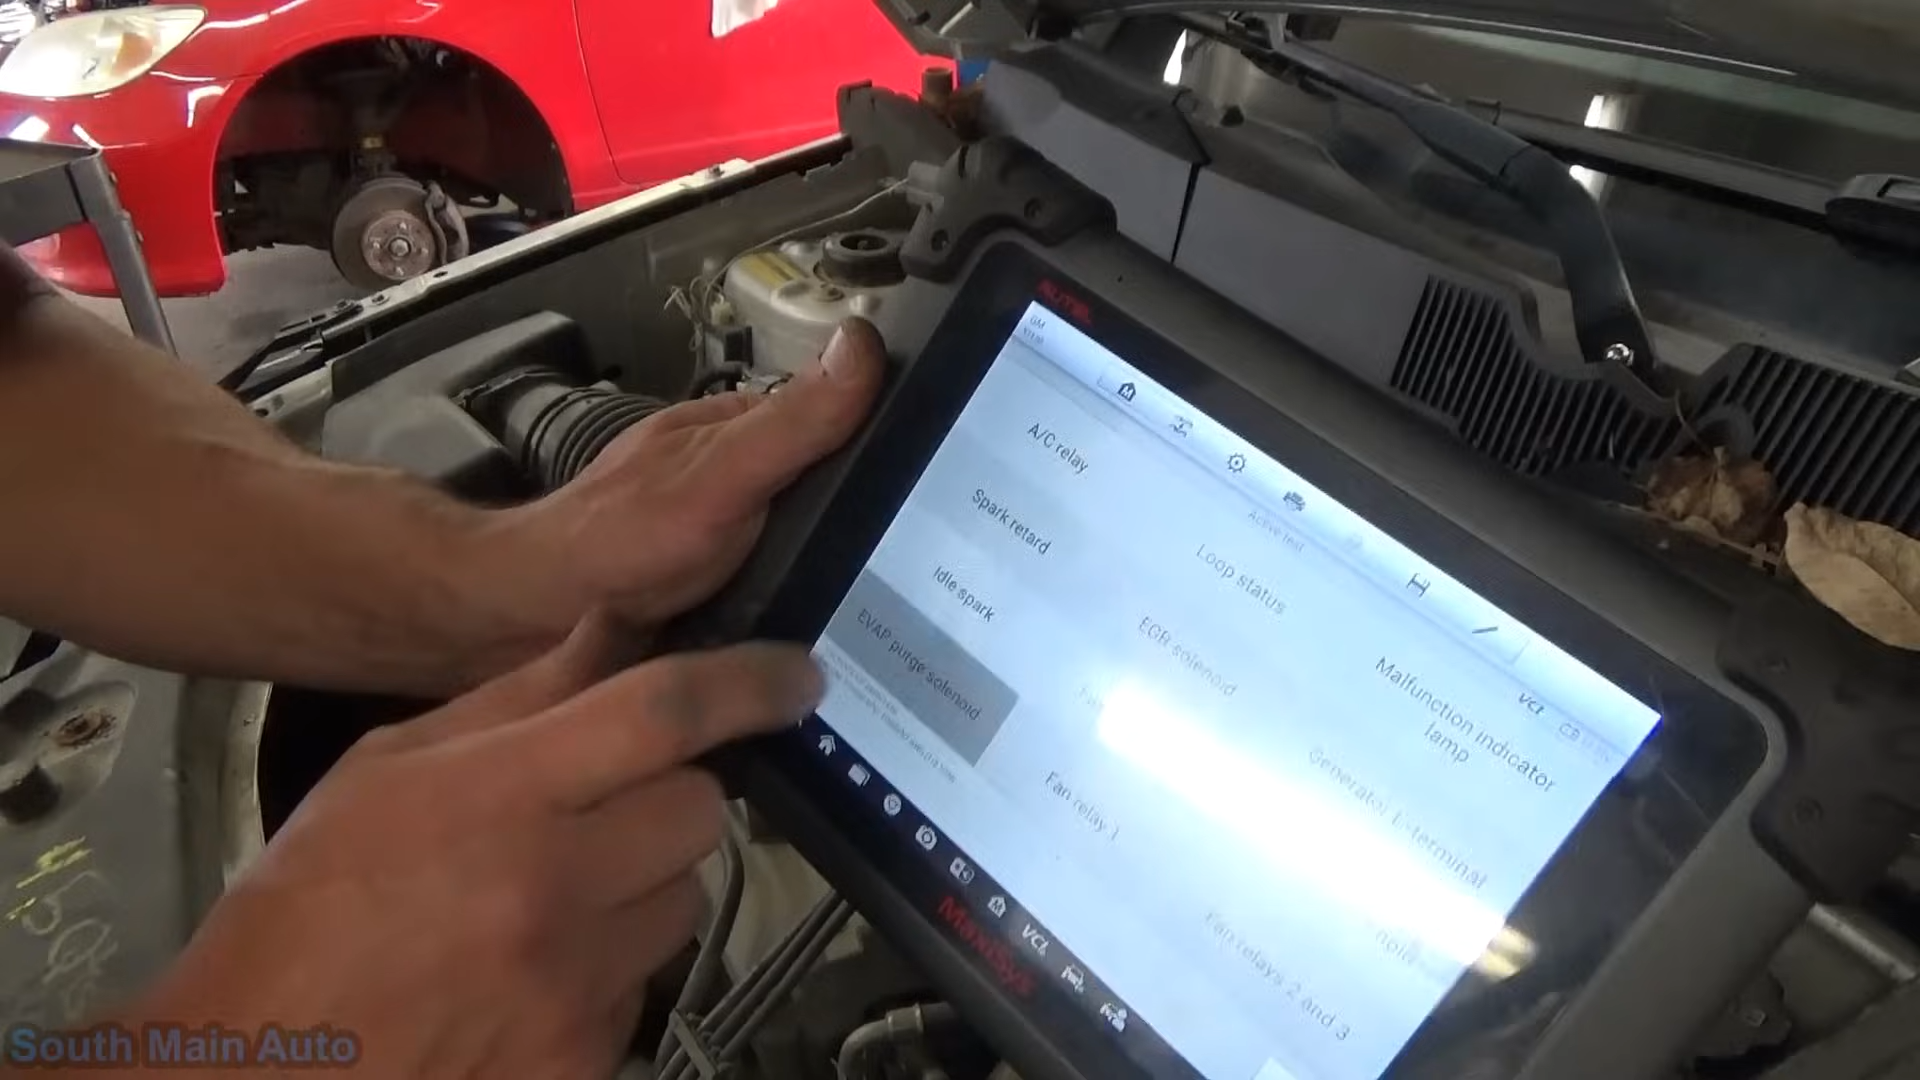 AUTEL
GM
Active Test
VCI
A/C relay
Loop status
Malfunction indicator
lamp
Spark retard
EGR solenoid
Generator L-terminal
Idle spark
EVAP purge solenoid
Fan relay 1
Fan relays 2 and 3
VCI
MaxiSys
South Main Auto